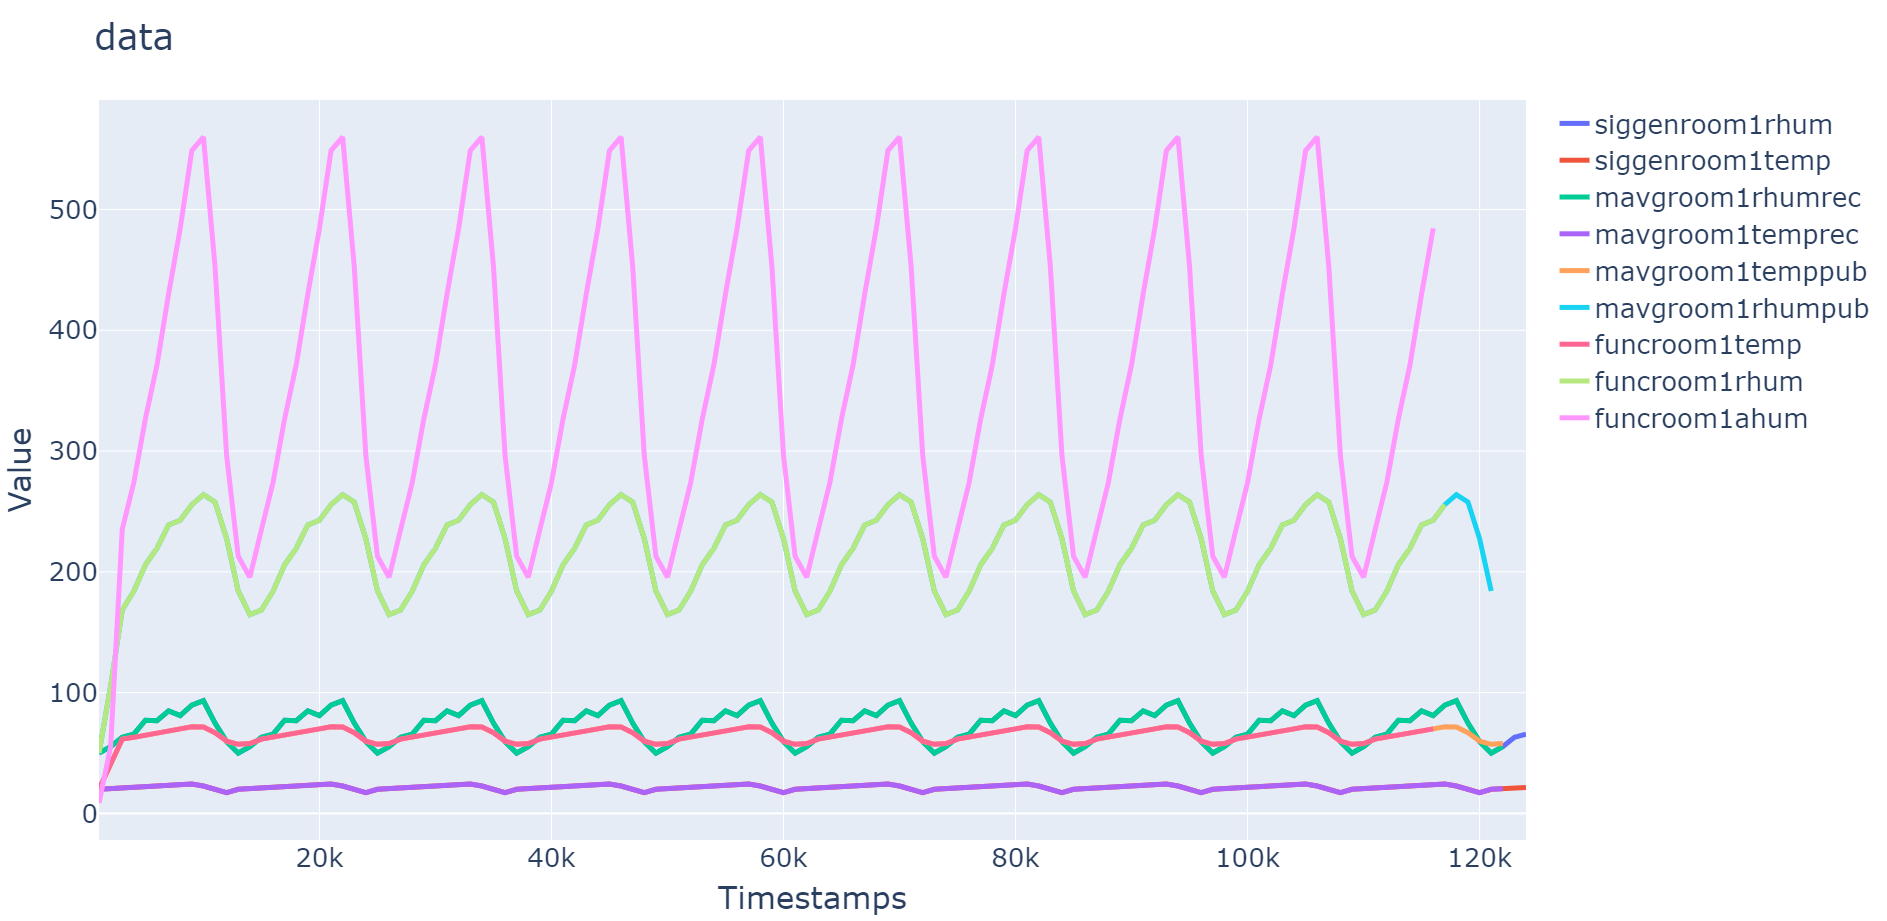 data
Value
500
400
300
200
100
0
20k
40k
60k
80k
100k
120k
Timestamps
siggenroom1rhum
siggenroom1temp
mavgroom1rhumrec
mavgroom1temprec
mavgroom1temppub
mavgroom1rhumpub
funcroom1temp
funcroom1rhum
funcroom1ahum